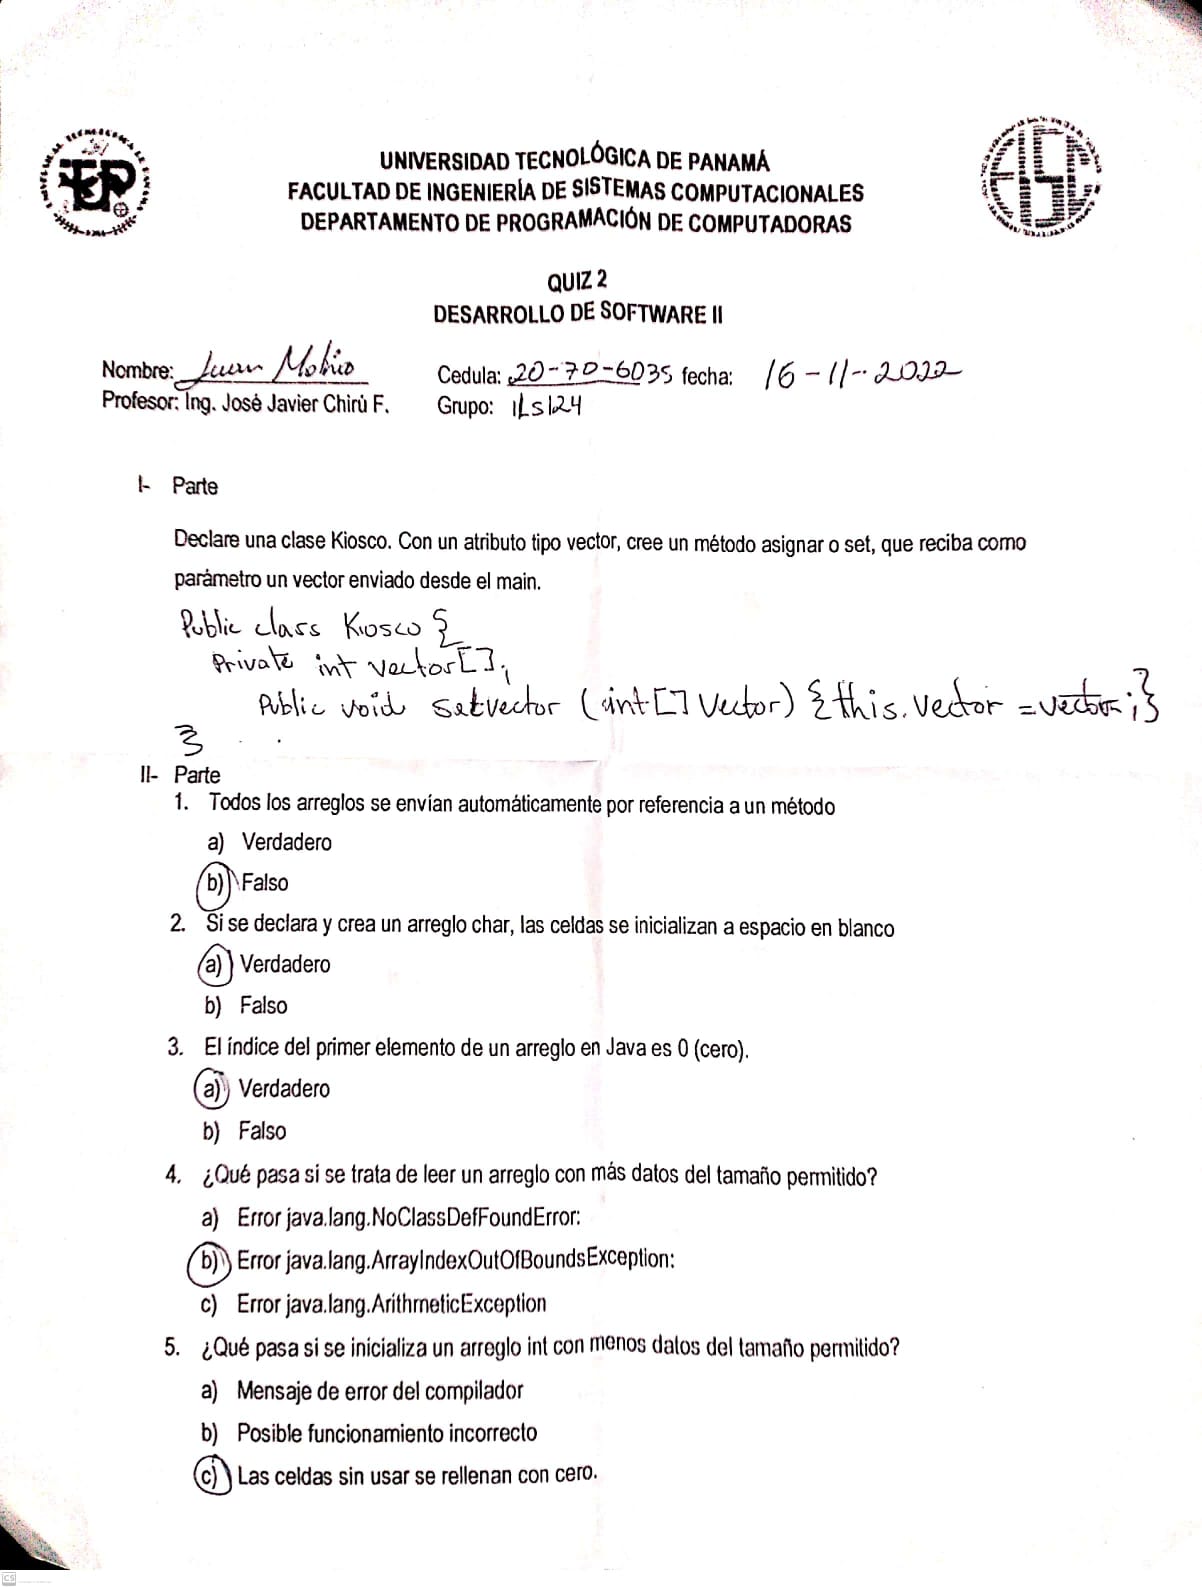 UNIVERSIDAD TECNOLÓGICA DE PANAMÁ
FACULTAD DE INGENIERÍA DE SISTEMAS COMPUTACIONALES
DEPARTAMENTO DE PROGRAMACIÓN DE COMPUTADORAS
QUIZ 2
DESARROLLO DE SOFTWARE II
Nombre: Juan Cedula: 20-70-6035 fecha: 16-11-2022
Profesor: Ing. José Javier Chirú F. Grupo: 1LS124
I- Parte
Declare una clase Kiosco. Con un atributo tipo vector, cree un método asignar o set, que reciba como
parámetro un vector enviado desde el main.
Public class Kiosco {
Private int vector[];
Public void setvector (int[] Vector) {this.vector = vector;}
}
II- Parte
1. Todos los arreglos se envían automáticamente por referencia a un método
a) Verdadero
b) Falso
2. Si se declara y crea un arreglo char, las celdas se inicializan a espacio en blanco
a) Verdadero
b) Falso
3. El índice del primer elemento de un arreglo en Java es 0 (cero).
a) Verdadero
b) Falso
4. ¿Qué pasa si se trata de leer un arreglo con más datos del tamaño permitido?
a) Error java.lang.NoClassDefFoundError:
b) Error java.lang.ArrayIndexOutOfBoundsException:
c) Error java.lang.ArithmeticException
5. ¿Qué pasa si se inicializa un arreglo int con menos datos del tamaño permitido?
a) Mensaje de error del compilador
b) Posible funcionamiento incorrecto
c) Las celdas sin usar se rellenan con cero.
CS